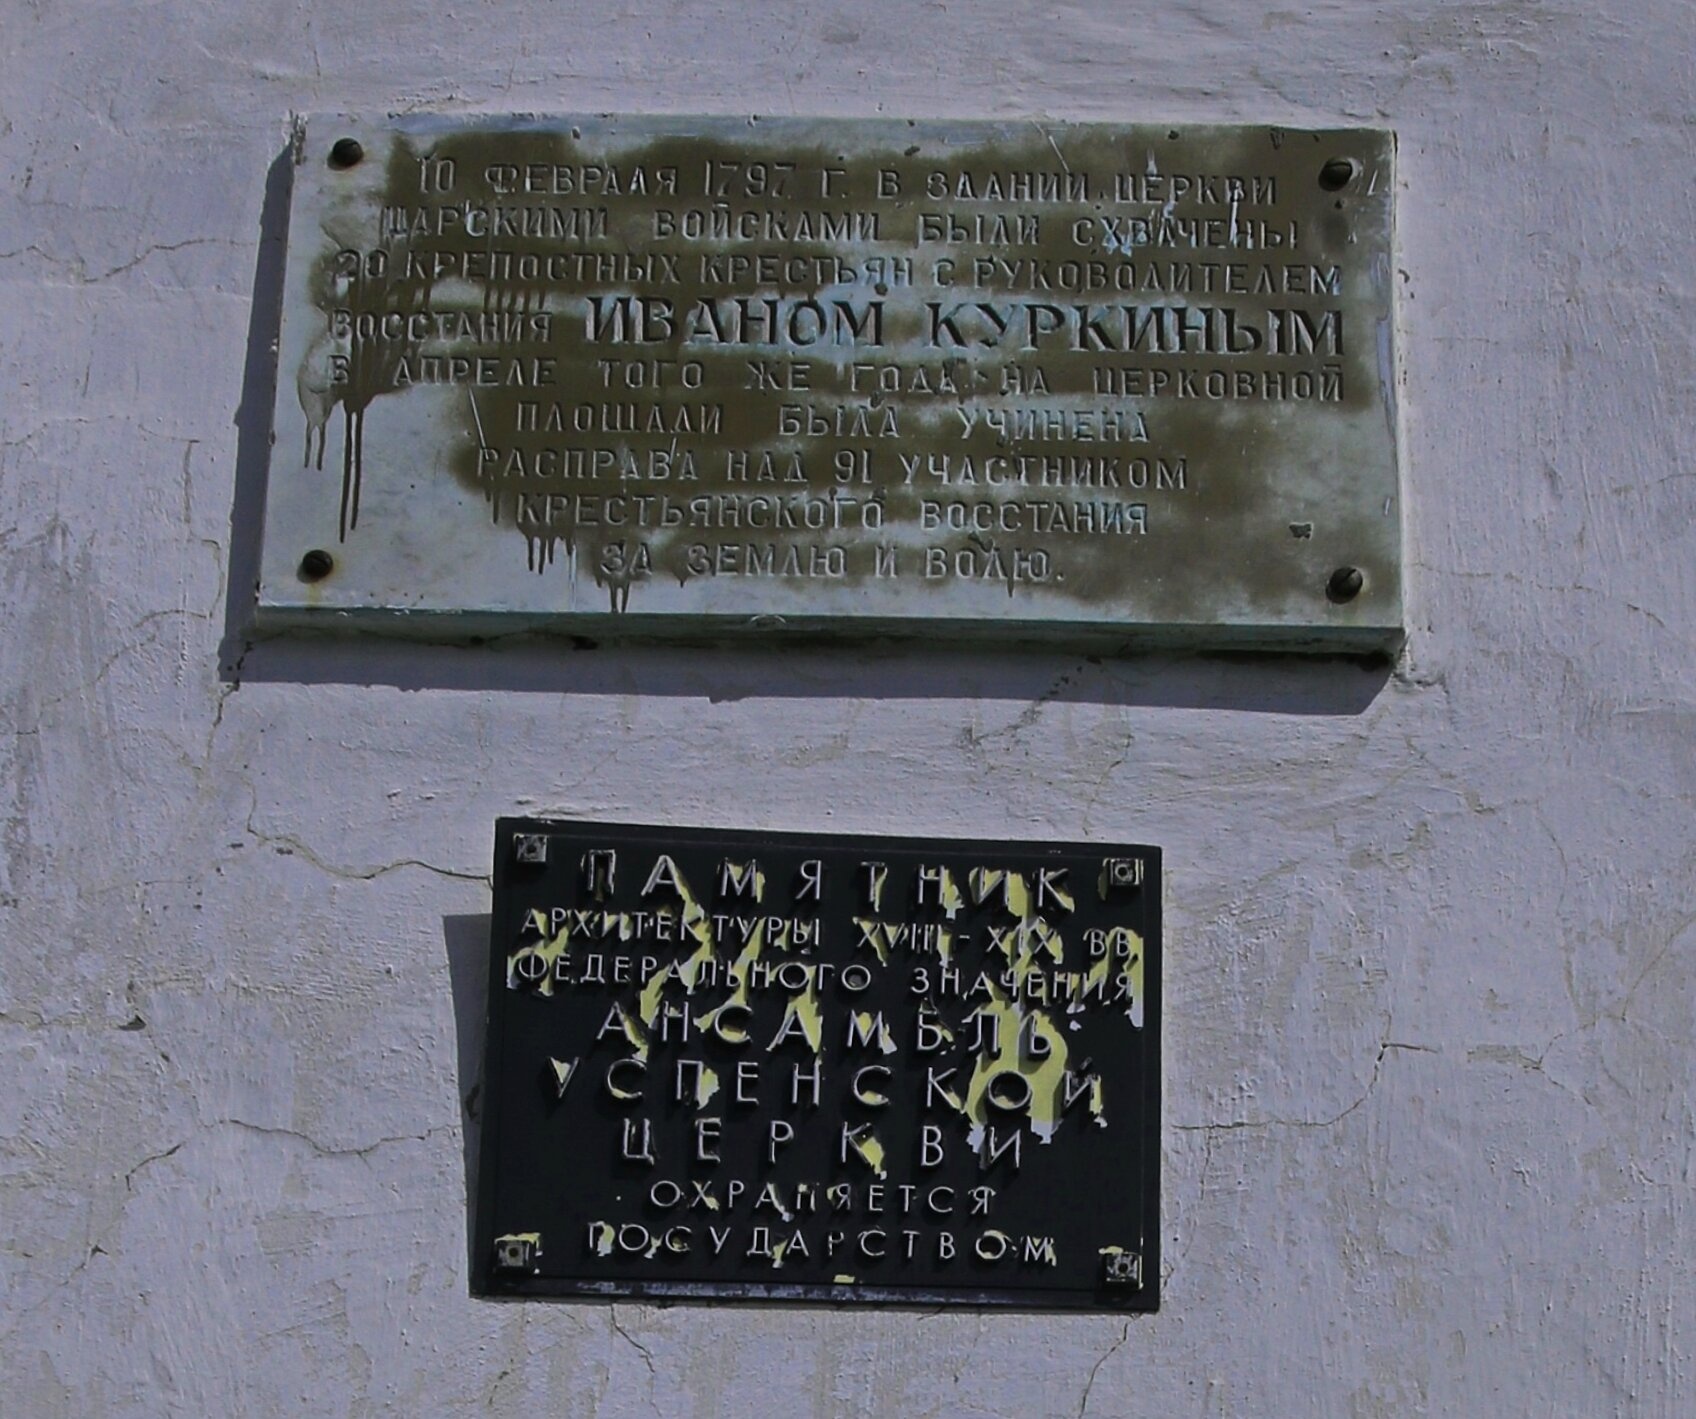 10 ФЕВРАЛЯ 1797 Г. В ЗДАНИИ ЦЕРКВИ
ЦАРСКИМИ ВОЙСКАМИ БЫЛИ СХВАЧЕНЫ
20 КРЕПОСТНЫХ КРЕСТЬЯН С РУКОВОДИТЕЛЕМ
ВОССТАНИЯ ИВАНОМ КУРКИНЫМ
В АПРЕЛЕ ТОГО ЖЕ ГОДА НА ЦЕРКОВНОЙ
ПЛОЩАДИ БЫЛА УЧИНЕНА
РАСПРАВА НАД 91 УЧАСТНИКОМ
КРЕСТЬЯНСКОГО ВОССТАНИЯ
ЗА ЗЕМЛЮ И ВОЛЮ.
ПАМЯТНИК
АРХИТЕКТУРЫ XVIII-XIX ВВ
ФЕДЕРАЛЬНОГО ЗНАЧЕНИЯ
АНСАМБЛЬ
УСПЕНСКОЙ
ЦЕРКВИ
ОХРАНЯЕТСЯ
ГОСУДАРСТВОМ